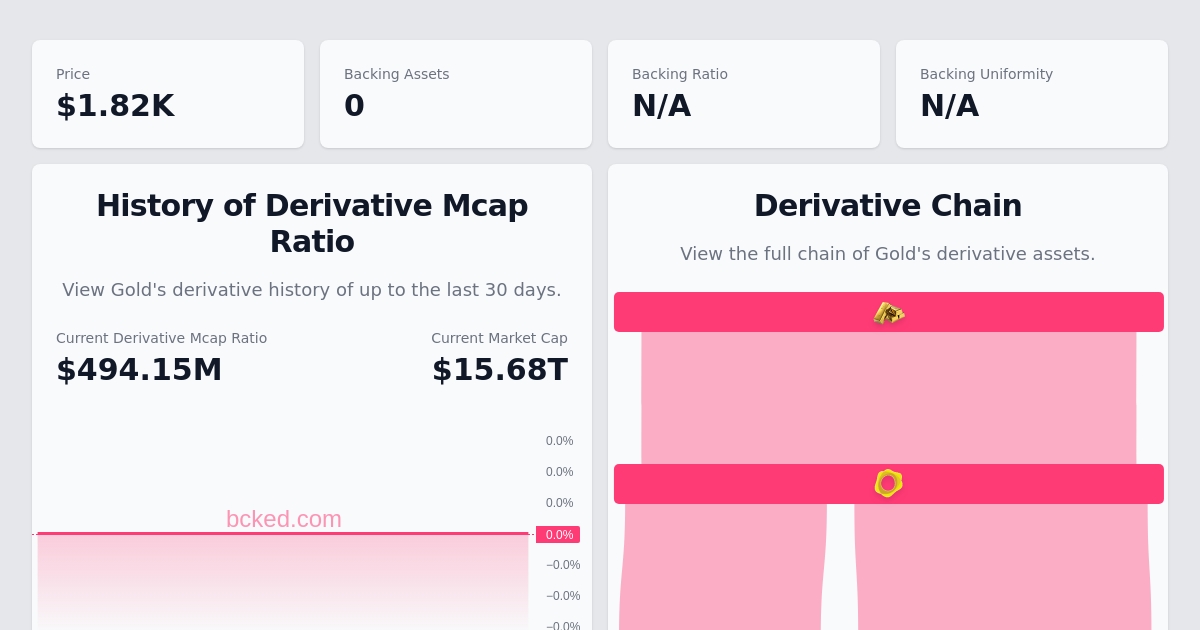 Price
$1.82K
Backing Assets
0
Backing Ratio
N/A
Backing Uniformity
N/A
History of Derivative Mcap
Ratio
View Gold's derivative history of up to the last 30 days.
Current Derivative Mcap Ratio
$494.15M
Current Market Cap
$15.68T
0.0%
0.0%
0.0%
bcked.com
0.0%
−0.0%
−0.0%
−0.0%
Derivative Chain
View the full chain of Gold's derivative assets.